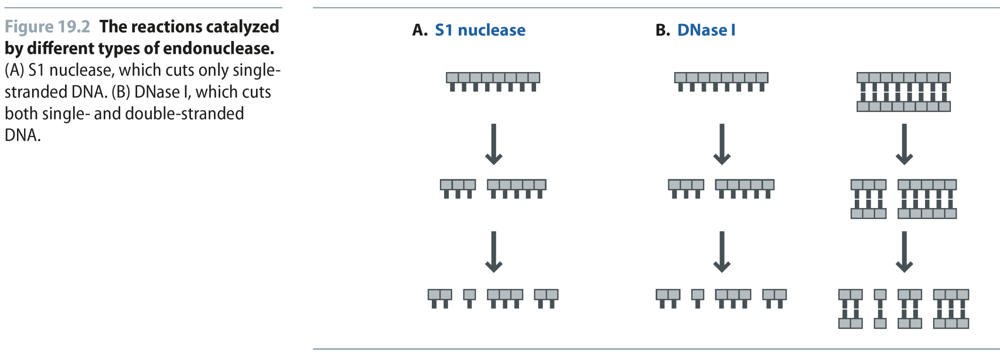 Figure 19.2 The reactions catalyzed
by different types of endonuclease.
(A) S1 nuclease, which cuts only single-
stranded DNA. (B) DNase I, which cuts
both single- and double-stranded
DNA.
A. S1 nuclease
B. DNase I